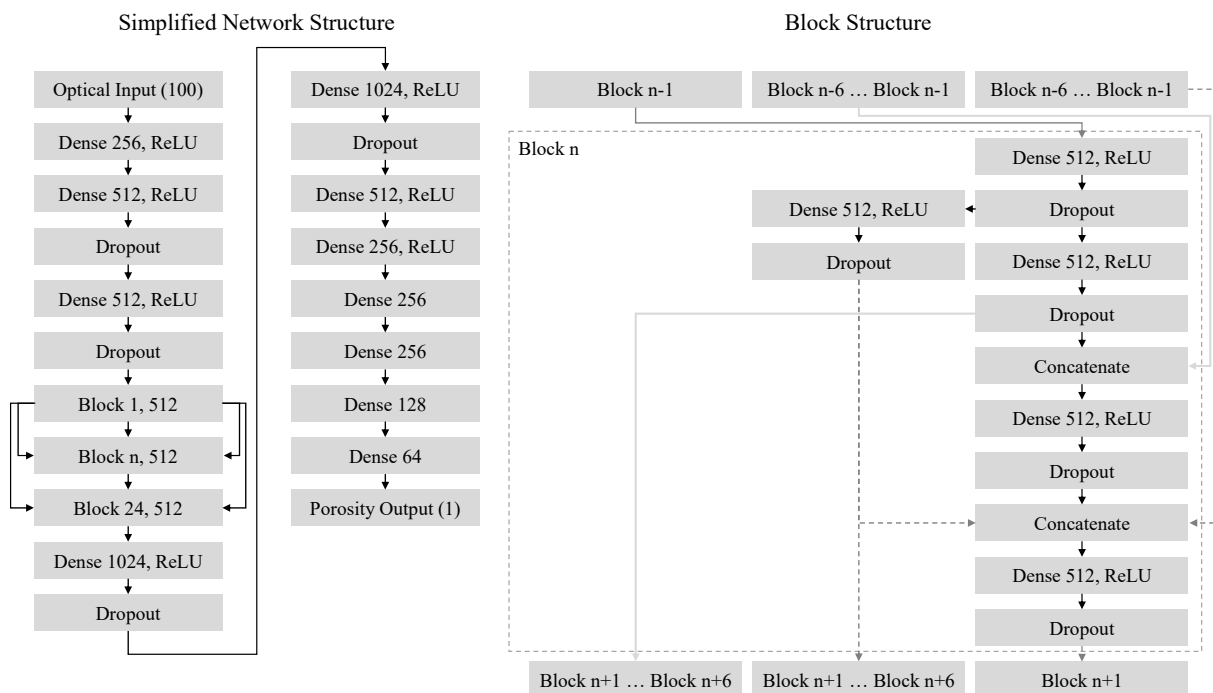 Simplified Network Structure
Optical Input (100)
Dense 256, ReLU
Dense 512, ReLU
Dropout
Dense 512, ReLU
Dropout
Block 1, 512
Block n, 512
Block 24, 512
Dense 1024, ReLU
Dropout
Dense 1024, ReLU
Dropout
Dense 512, ReLU
Dense 256, ReLU
Dense 256
Dense 256
Dense 128
Dense 64
Porosity Output (1)
Block Structure
Block n-1
Block n-6 … Block n-1
Block n-6 … Block n-1
Block n
Dense 512, ReLU
Dropout
Dense 512, ReLU
Dropout
Dense 512, ReLU
Dropout
Concatenate
Dense 512, ReLU
Dropout
Concatenate
Dense 512, ReLU
Dropout
Block n+1 … Block n+6
Block n+1 … Block n+6
Block n+1